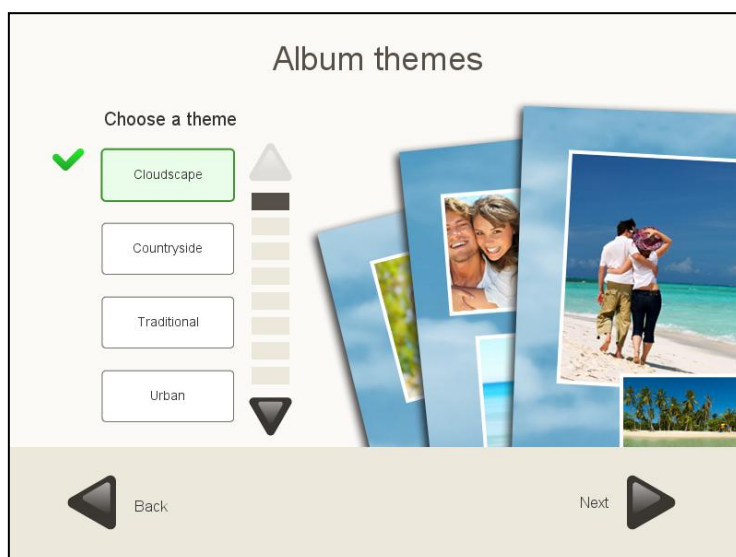 Album themes
Choose a theme
Cloudscape
Countryside
Traditional
Urban
Back
Next